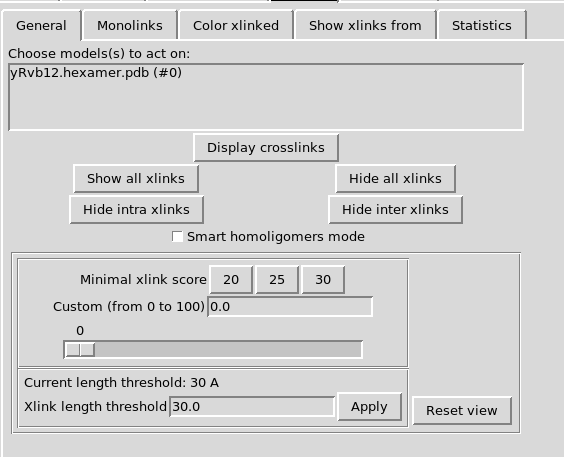 General Monolinks Color xlinked Show xlinks from Statistics
Choose models(s) to act on:
yRvb12.hexamer.pdb (#0)
Display crosslinks
Show all xlinks Hide all xlinks
Hide intra xlinks Hide inter xlinks
Smart homoligomers mode
Minimal xlink score 20 25 30
Custom (from 0 to 100) 0.0
0
Current length threshold: 30 A
Xlink length threshold 30.0 Apply Reset view